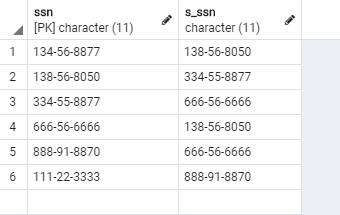 ssn s_ssn
[PK] character (11) character (11)
1 134-56-8877 138-56-8050
2 138-56-8050 334-55-8877
3 334-55-8877 666-56-6666
4 666-56-6666 138-56-8050
5 888-91-8870 666-56-6666
6 111-22-3333 888-91-8870